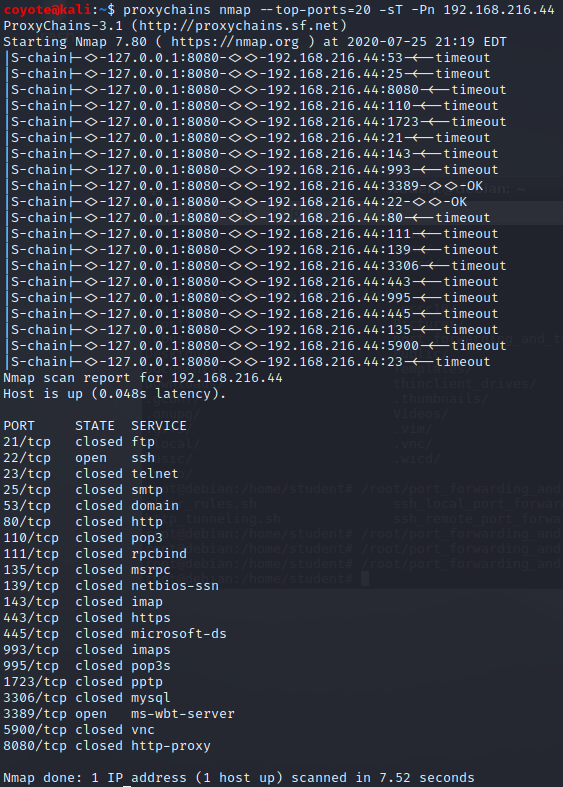 coyote@kali:~$ proxychains nmap --top-ports=20 -sT -Pn 192.168.216.44
ProxyChains-3.1 (http://proxychains.sf.net)
Starting Nmap 7.80 ( https://nmap.org ) at 2020-07-25 21:19 EDT
|S-chain|-<>-127.0.0.1:8080-<><>-192.168.216.44:53-<--timeout
|S-chain|-<>-127.0.0.1:8080-<><>-192.168.216.44:25-<--timeout
|S-chain|-<>-127.0.0.1:8080-<><>-192.168.216.44:8080-<--timeout
|S-chain|-<>-127.0.0.1:8080-<><>-192.168.216.44:110-<--timeout
|S-chain|-<>-127.0.0.1:8080-<><>-192.168.216.44:1723-<--timeout
|S-chain|-<>-127.0.0.1:8080-<><>-192.168.216.44:21-<--timeout
|S-chain|-<>-127.0.0.1:8080-<><>-192.168.216.44:143-<--timeout
|S-chain|-<>-127.0.0.1:8080-<><>-192.168.216.44:993-<--timeout
|S-chain|-<>-127.0.0.1:8080-<><>-192.168.216.44:3389-<><>-OK
|S-chain|-<>-127.0.0.1:8080-<><>-192.168.216.44:22-<><>-OK
|S-chain|-<>-127.0.0.1:8080-<><>-192.168.216.44:80-<--timeout
|S-chain|-<>-127.0.0.1:8080-<><>-192.168.216.44:111-<--timeout
|S-chain|-<>-127.0.0.1:8080-<><>-192.168.216.44:139-<--timeout
|S-chain|-<>-127.0.0.1:8080-<><>-192.168.216.44:3306-<--timeout
|S-chain|-<>-127.0.0.1:8080-<><>-192.168.216.44:443-<--timeout
|S-chain|-<>-127.0.0.1:8080-<><>-192.168.216.44:995-<--timeout
|S-chain|-<>-127.0.0.1:8080-<><>-192.168.216.44:445-<--timeout
|S-chain|-<>-127.0.0.1:8080-<><>-192.168.216.44:135-<--timeout
|S-chain|-<>-127.0.0.1:8080-<><>-192.168.216.44:5900-<--timeout
|S-chain|-<>-127.0.0.1:8080-<><>-192.168.216.44:23-<--timeout
Nmap scan report for 192.168.216.44
Host is up (0.048s latency).
PORT STATE SERVICE
21/tcp closed ftp
22/tcp open ssh
23/tcp closed telnet
25/tcp closed smtp
53/tcp closed domain
80/tcp closed http
110/tcp closed pop3
111/tcp closed rpcbind
135/tcp closed msrpc
139/tcp closed netbios-ssn
143/tcp closed imap
443/tcp closed https
445/tcp closed microsoft-ds
993/tcp closed imaps
995/tcp closed pop3s
1723/tcp closed pptp
3306/tcp closed mysql
3389/tcp open ms-wbt-server
5900/tcp closed vnc
8080/tcp closed http-proxy
Nmap done: 1 IP address (1 host up) scanned in 7.52 seconds